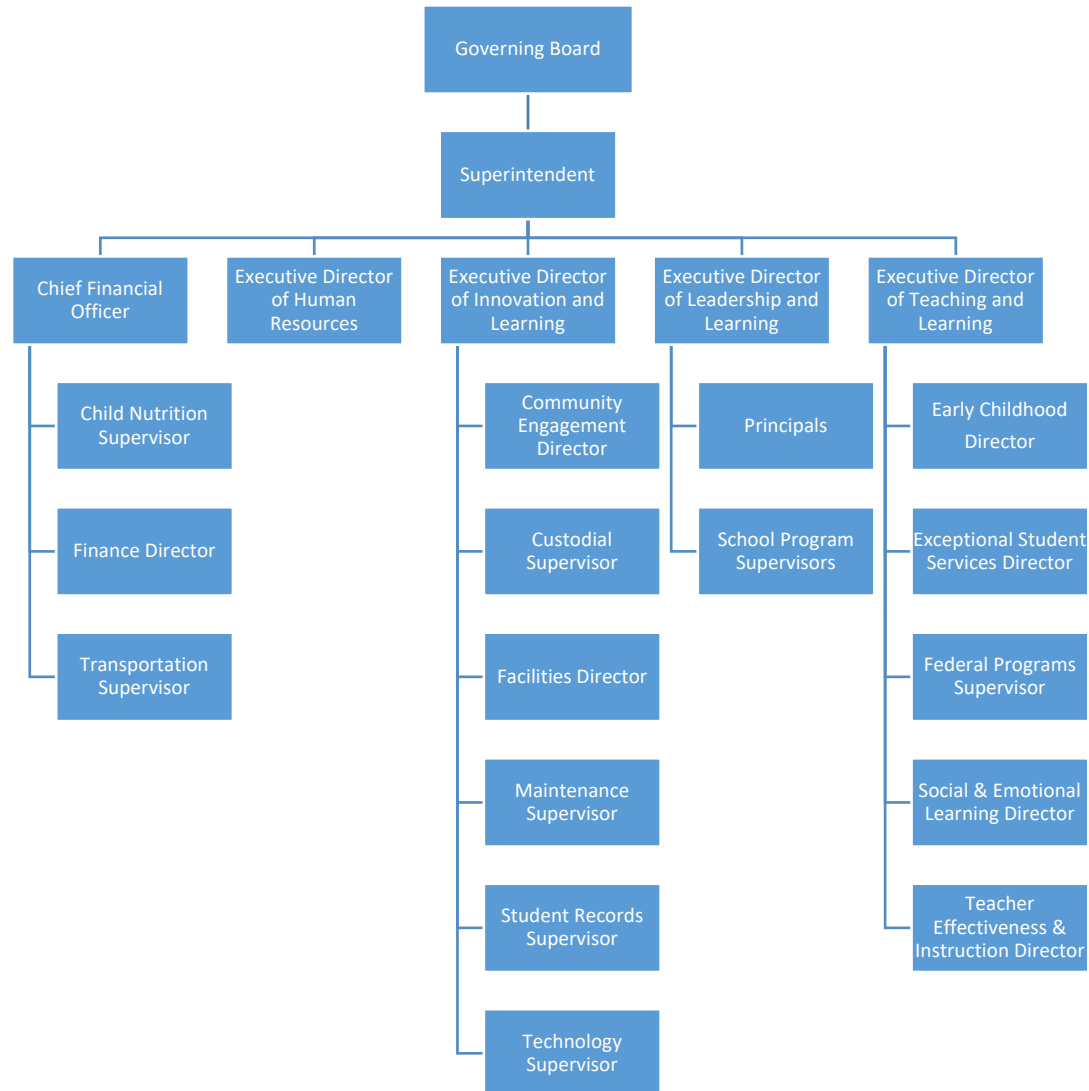 Governing Board
Superintendent
Chief Financial
Officer
Executive Director
of Human
Resources
Executive Director
of Innovation and
Learning
Executive Director
of Leadership and
Learning
Executive Director
of Teaching and
Learning
Child Nutrition
Supervisor
Finance Director
Transportation
Supervisor
Community
Engagement
Director
Custodial
Supervisor
Facilities Director
Maintenance
Supervisor
Student Records
Supervisor
Technology
Supervisor
Principals
School Program
Supervisors
Early Childhood
Director
Exceptional Student
Services Director
Federal Programs
Supervisor
Social & Emotional
Learning Director
Teacher
Effectiveness &
Instruction Director